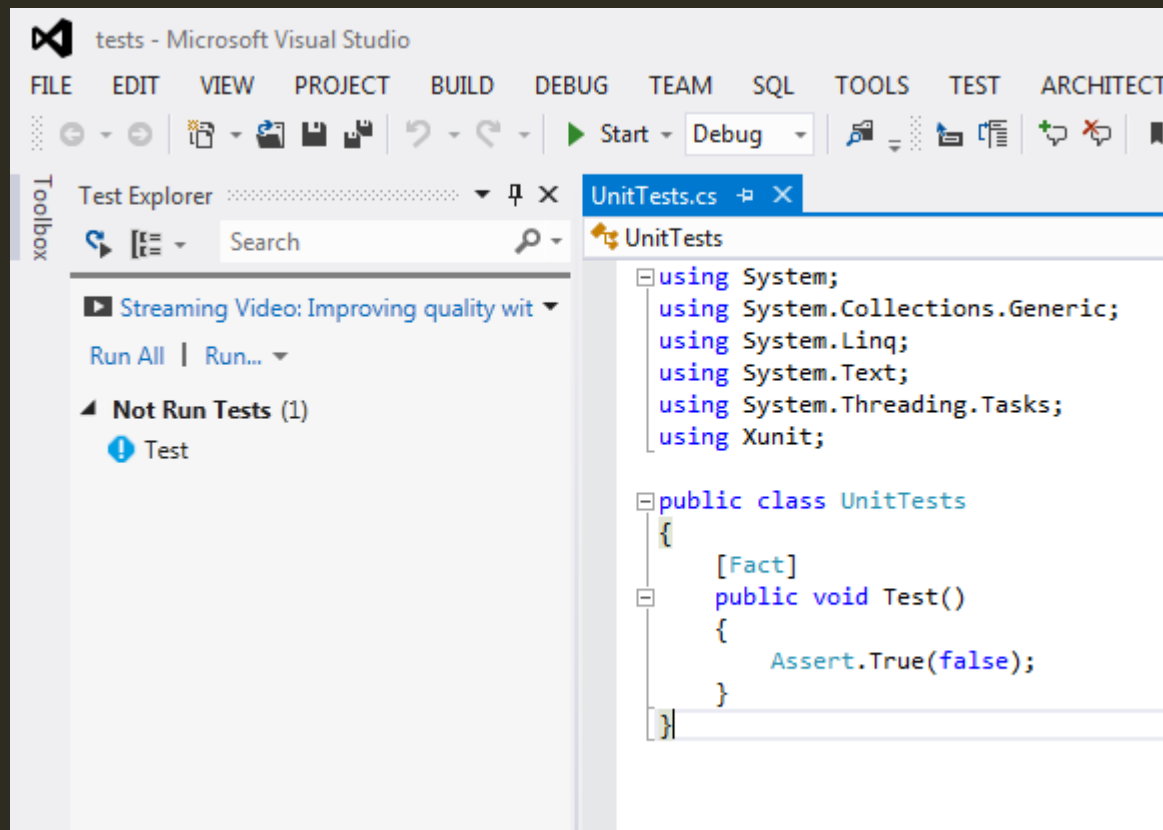 tests - Microsoft Visual Studio
FILE EDIT VIEW PROJECT BUILD DEBUG TEAM SQL TOOLS TEST ARCHITECT
Start Debug
Toolbox
Test Explorer
Search
Streaming Video: Improving quality wit
Run All | Run...
Not Run Tests (1)
Test
UnitTests.cs
UnitTests
using System;
using System.Collections.Generic;
using System.Linq;
using System.Text;
using System.Threading.Tasks;
using Xunit;
public class UnitTests
{
[Fact]
public void Test()
{
Assert.True(false);
}
}